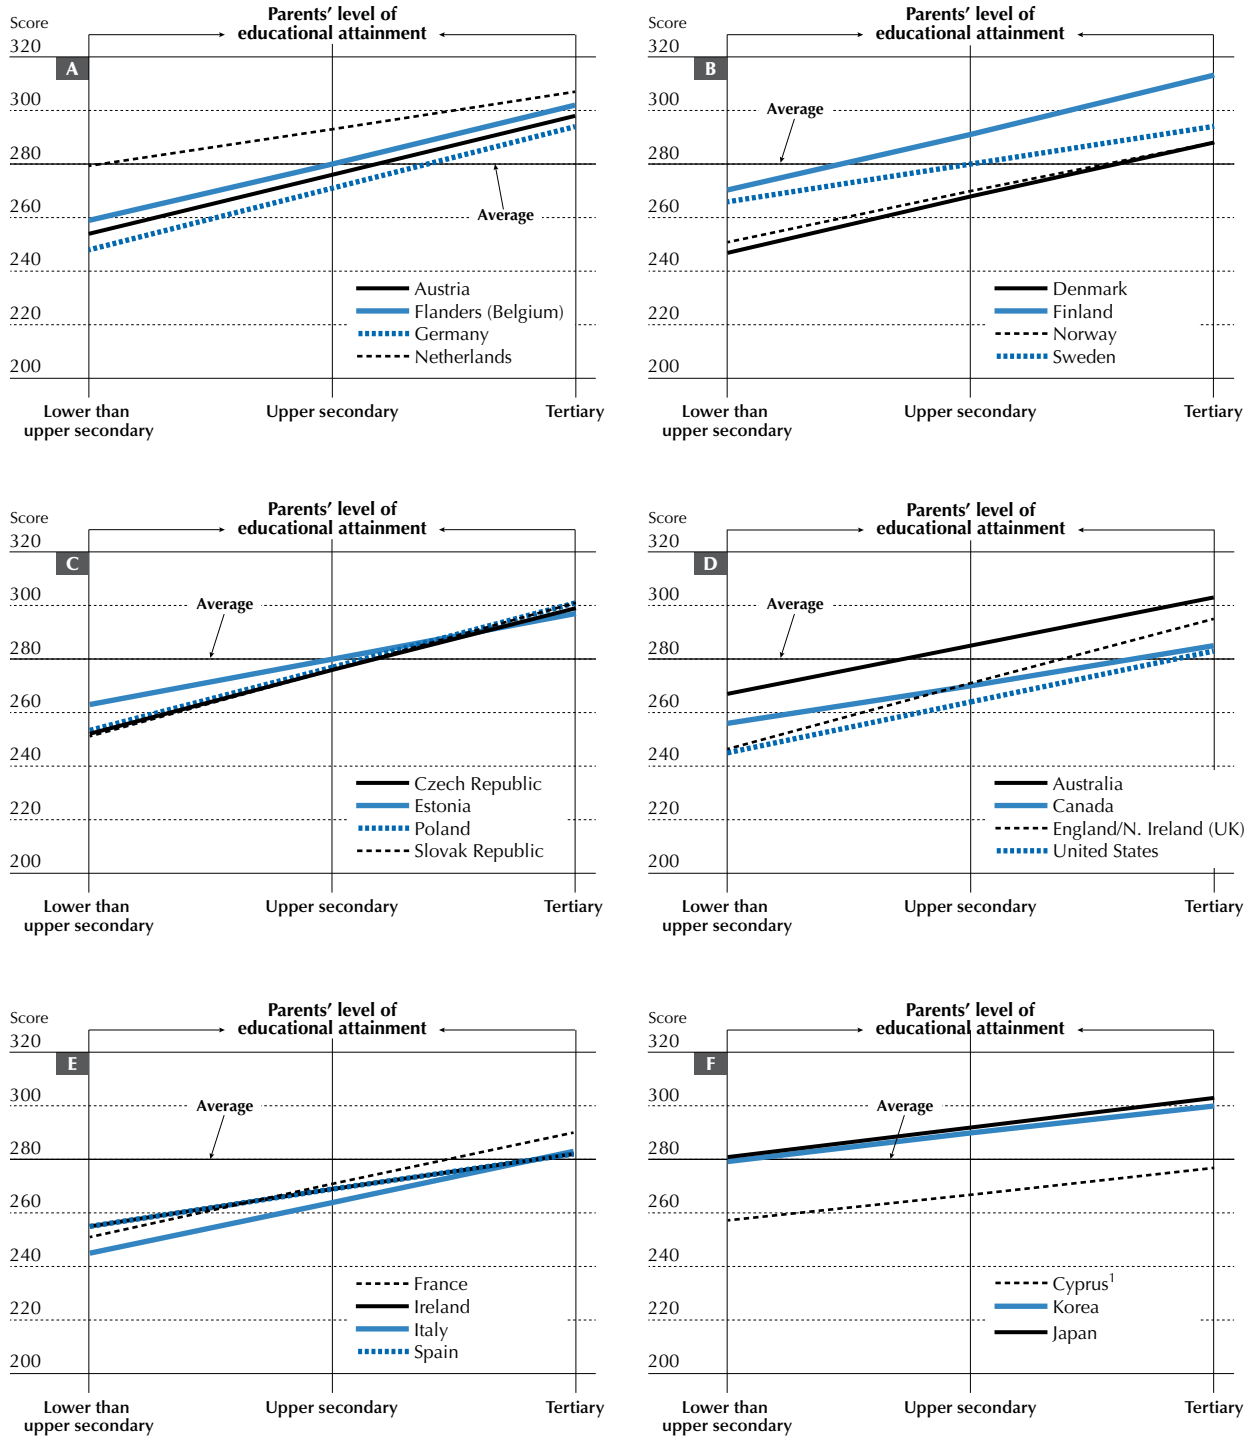 Parents' level of
educational attainment
Score
320
A
300
280
260
Average
240
220
200
Austria
Flanders (Belgium)
Germany
Netherlands
Lower than
upper secondary
Upper secondary
Tertiary
Parents' level of
educational attainment
Score
320
B
300
Average
280
260
240
220
200
Denmark
Finland
Norway
Sweden
Lower than
upper secondary
Upper secondary
Tertiary
Parents' level of
educational attainment
Score
320
C
300
Average
280
260
240
220
200
Czech Republic
Estonia
Poland
Slovak Republic
Lower than
upper secondary
Upper secondary
Tertiary
Parents' level of
educational attainment
Score
320
D
300
Average
280
260
240
220
200
Australia
Canada
England/N. Ireland (UK)
United States
Lower than
upper secondary
Upper secondary
Tertiary
Parents' level of
educational attainment
Score
320
E
300
Average
280
260
240
220
200
France
Ireland
Italy
Spain
Lower than
upper secondary
Upper secondary
Tertiary
Parents' level of
educational attainment
Score
320
F
300
Average
280
260
240
220
200
Cyprus¹
Korea
Japan
Lower than
upper secondary
Upper secondary
Tertiary